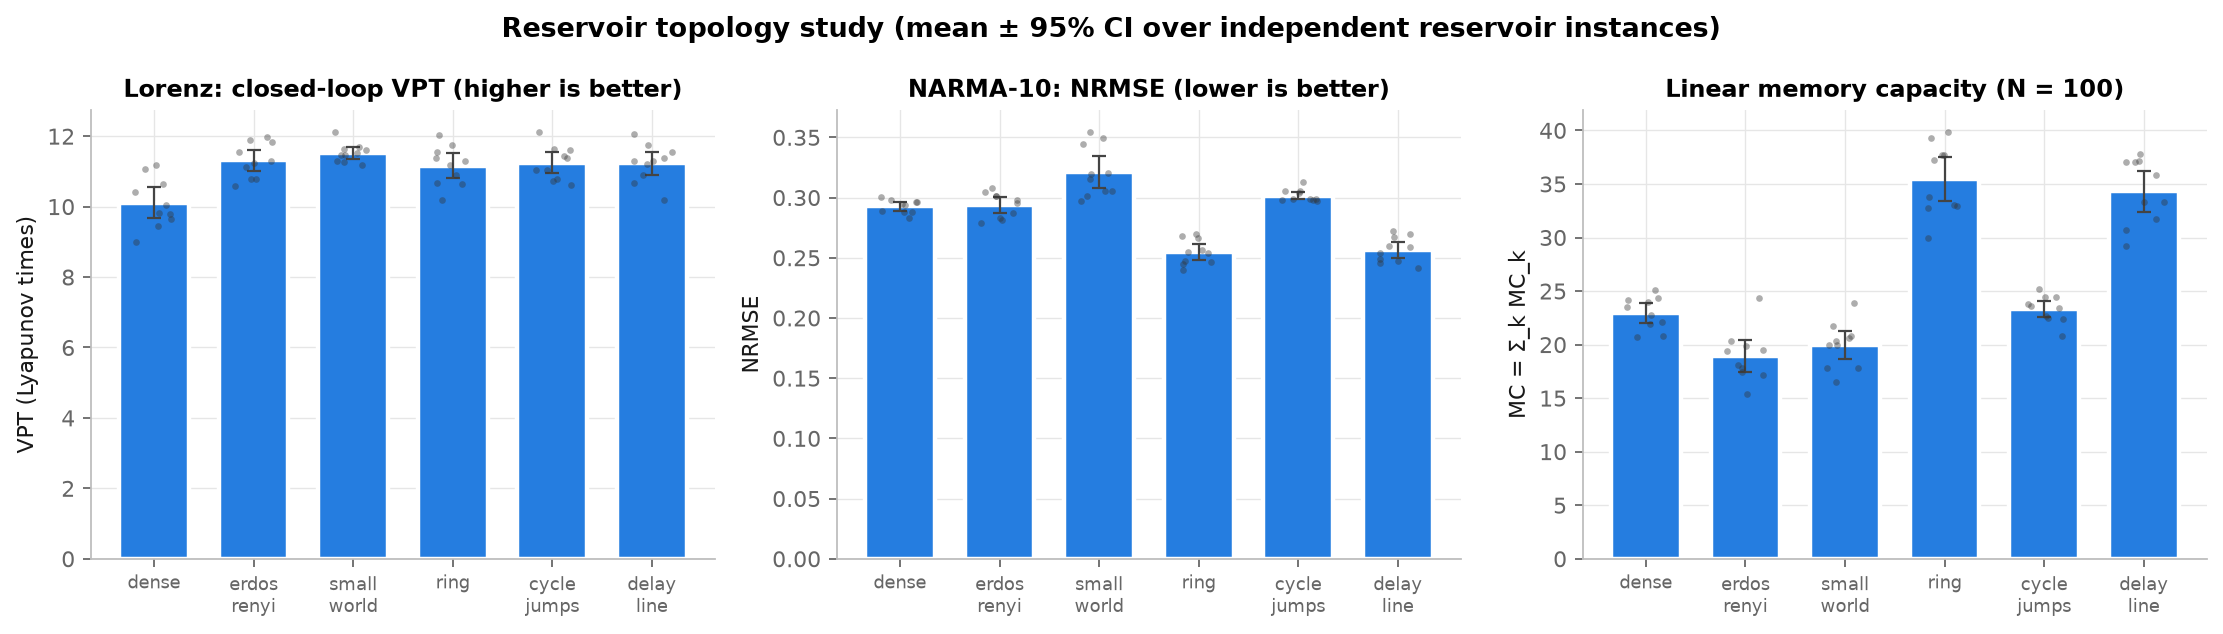 Reservoir topology study (mean ± 95% CI over independent reservoir instances)
Lorenz: closed-loop VPT (higher is better)
VPT (Lyapunov times)
12
10
8
6
4
2
0
dense
erdos
renyi
small
world
ring
cycle
jumps
delay
line
NARMA-10: NRMSE (lower is better)
NRMSE
0.35
0.30
0.25
0.20
0.15
0.10
0.05
0.00
dense
erdos
renyi
small
world
ring
cycle
jumps
delay
line
Linear memory capacity (N = 100)
MC = Σ_k MC_k
40
35
30
25
20
15
10
5
0
dense
erdos
renyi
small
world
ring
cycle
jumps
delay
line